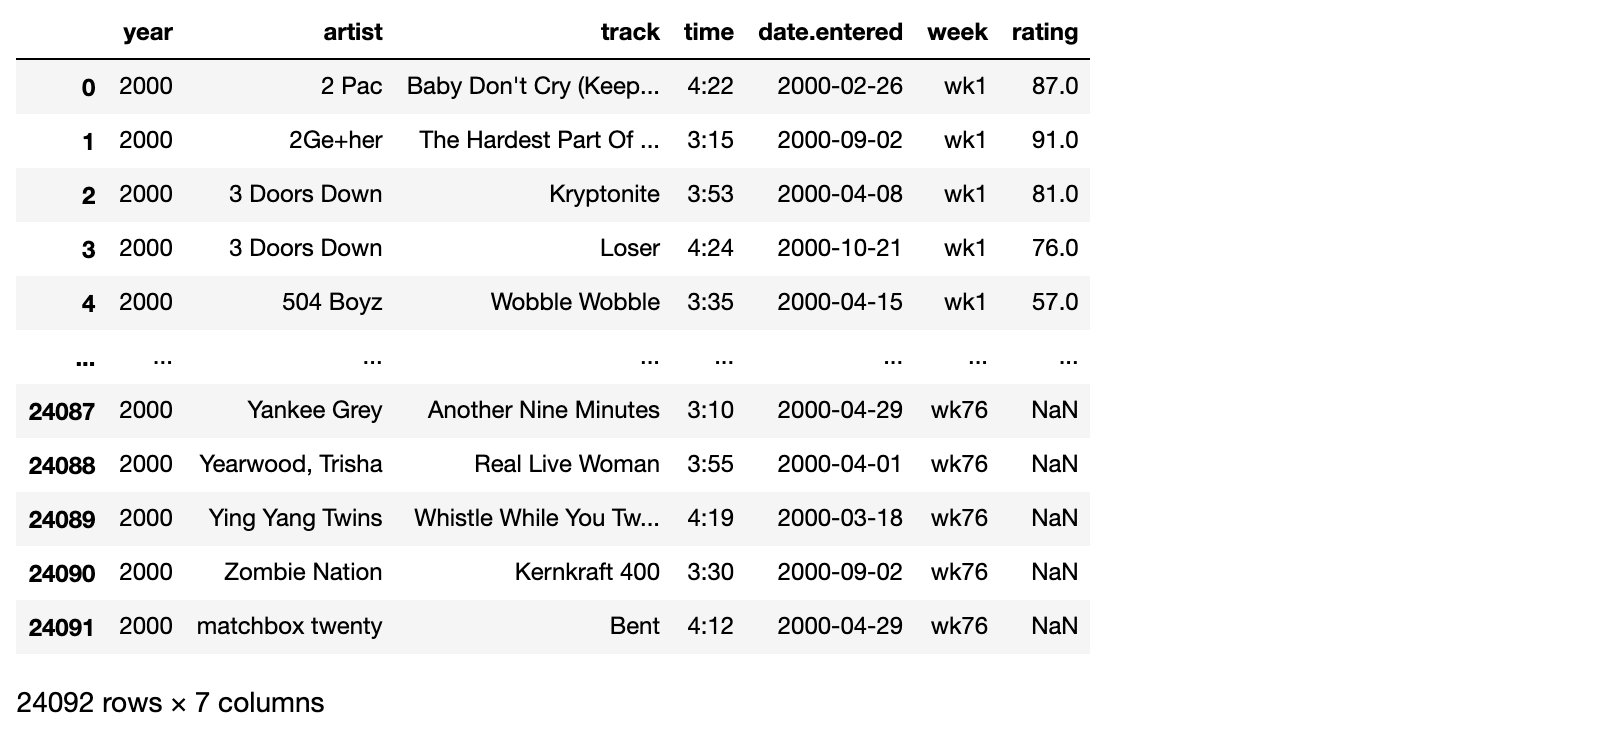 year artist track time date.entered week rating
0 2000 2 Pac Baby Don't Cry (Keep... 4:22 2000-02-26 wk1 87.0
1 2000 2Ge+her The Hardest Part Of ... 3:15 2000-09-02 wk1 91.0
2 2000 3 Doors Down Kryptonite 3:53 2000-04-08 wk1 81.0
3 2000 3 Doors Down Loser 4:24 2000-10-21 wk1 76.0
4 2000 504 Boyz Wobble Wobble 3:35 2000-04-15 wk1 57.0
... ... ... ... ... ... ... ...
24087 2000 Yankee Grey Another Nine Minutes 3:10 2000-04-29 wk76 NaN
24088 2000 Yearwood, Trisha Real Live Woman 3:55 2000-04-01 wk76 NaN
24089 2000 Ying Yang Twins Whistle While You Tw... 4:19 2000-03-18 wk76 NaN
24090 2000 Zombie Nation Kernkraft 400 3:30 2000-09-02 wk76 NaN
24091 2000 matchbox twenty Bent 4:12 2000-04-29 wk76 NaN
24092 rows × 7 columns